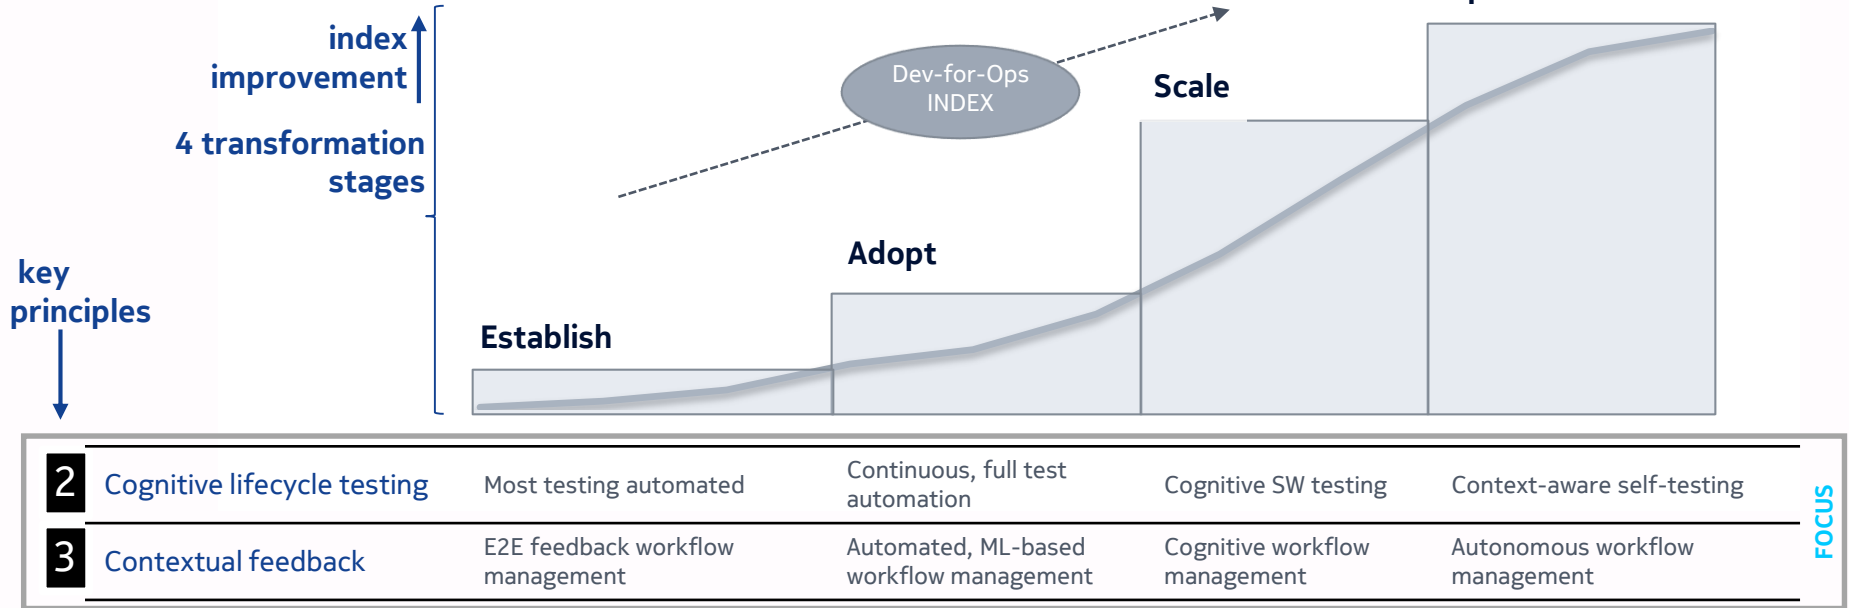 index
improvement
4 transformation
stages
key
principles
Dev-for-Ops
INDEX
Scale
Adopt
Establish
2
Cognitive lifecycle testing
Most testing automated
Continuous, full test
automation
Cognitive SW testing
Context-aware self-testing
3
Contextual feedback
E2E feedback workflow
management
Automated, ML-based
workflow management
Cognitive workflow
management
Autonomous workflow
management
FOCUS